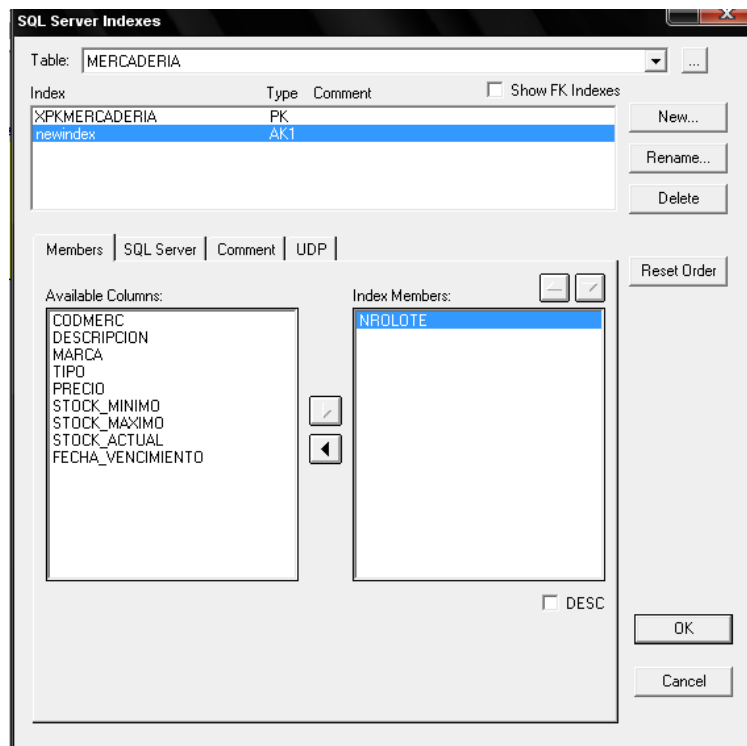 SQL Server Indexes
Table: MERCADERIA ...
Index Type Comment Show FK Indexes
XPKMERCADERIA PK
newindex AK1
New...
Rename...
Delete
Members SQL Server Comment UDP
Reset Order
Available Columns: Index Members:
CODMERC
DESCRIPCION
MARCA
TIPO
PRECIO
STOCK_MINIMO
STOCK_MAXIMO
STOCK_ACTUAL
FECHA_VENCIMIENTO
NROLOTE
DESC
OK
Cancel